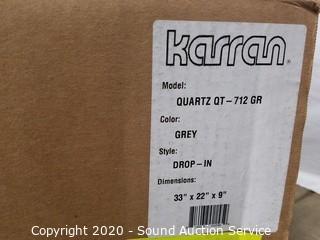 karran®
Model:
QUARTZ QT – 712 GR
Color:
GREY
Style:
DROP – IN
Dimensions:
33" x 22" x 9"
Copyright © 2020 - Sound Auction Service